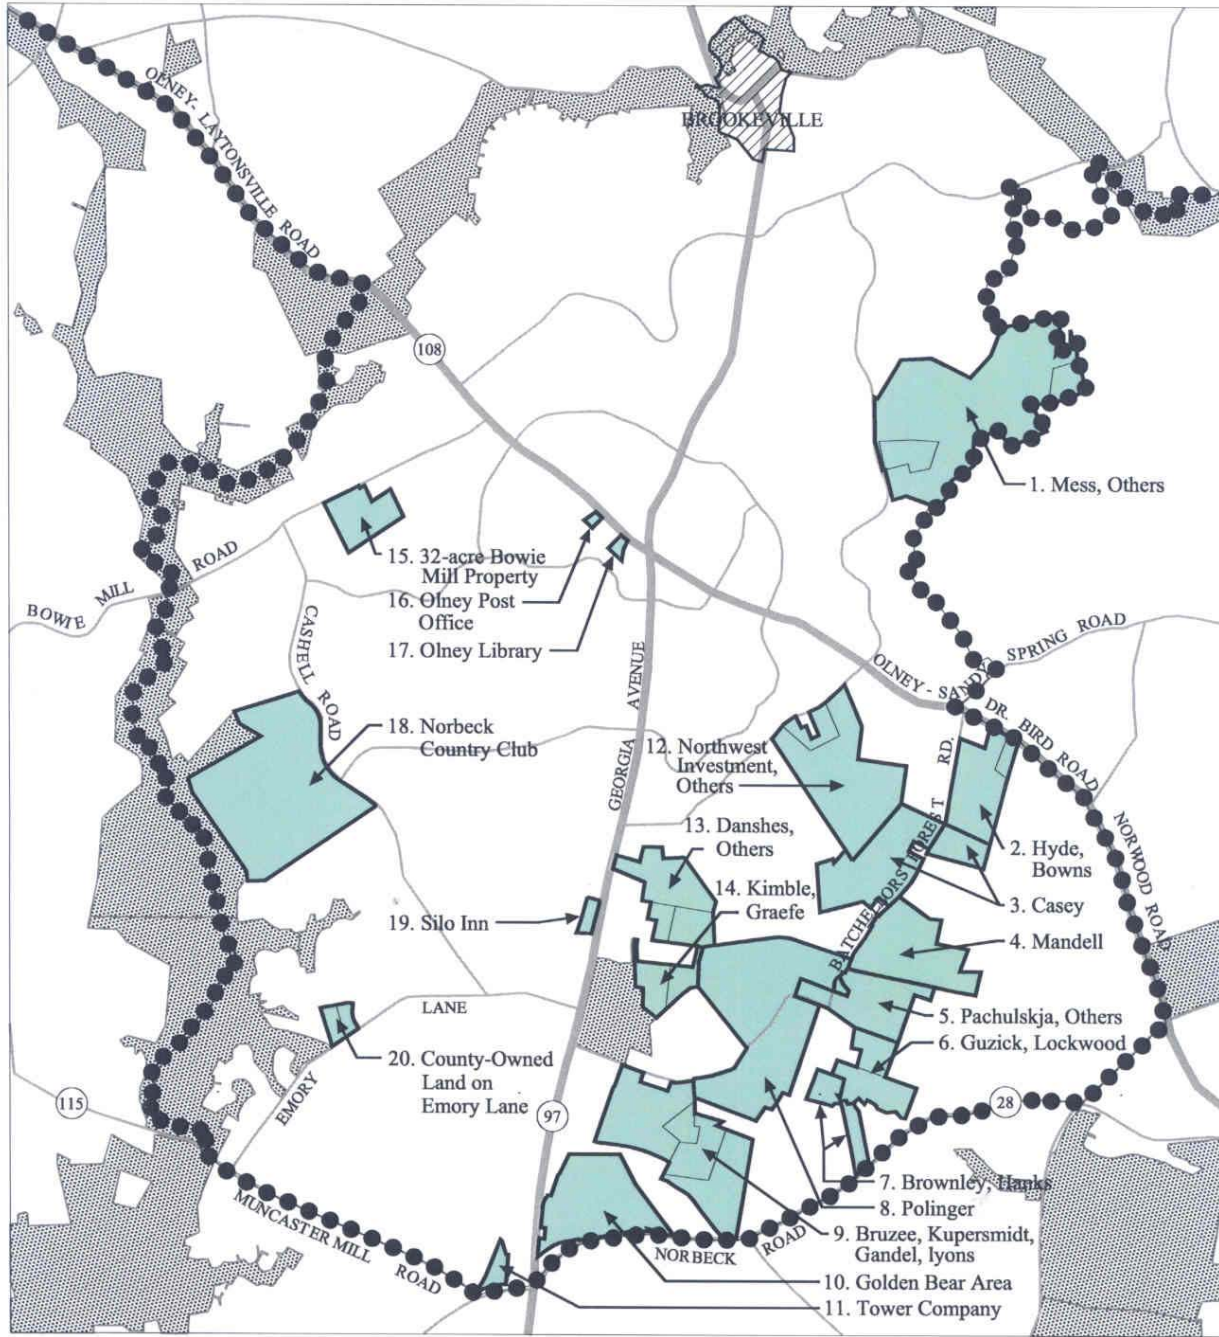 OLNEY-LAYTONSVILLE ROAD
BROOKEVILLE
108
1. Mess, Others
15. 32-acre Bowie
Mill Property
16. Olney Post
Office
17. Olney Library
BOWIE MILL ROAD
CASHELL ROAD
GEORGIA AVENUE
OLNEY-SANDY SPRING ROAD
DR. BIRD ROAD
NORWOOD ROAD
BATCHELORS FOREST RD.
18. Norbeck
Country Club
12. Northwest
Investment,
Others
13. Danshes,
Others
14. Kimble,
Graefe
2. Hyde,
Bowns
3. Casey
19. Silo Inn
4. Mandell
5. Pachulskja, Others
6. Guzick, Lockwood
EMORY LANE
20. County-Owned
Land on
Emory Lane
115
97
28
7. Brownley, Hanks
8. Polinger
9. Bruzee, Kupersmidt,
Gandel, lyons
10. Golden Bear Area
11. Tower Company
MUNCASTER MILL ROAD
NORBECK ROAD